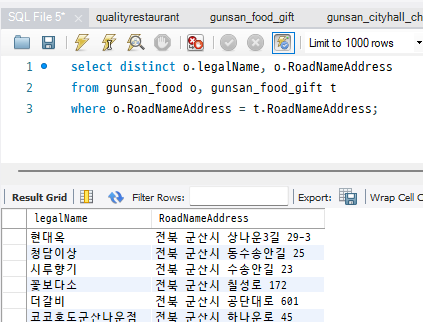 SQL File 5*
qualityrestaurant
gunsan_food_gift
gunsan_cityhall_ch
Limit to 1000 rows
1 select distinct o.legalName, o.RoadNameAddress
2 from gunsan_food o, gunsan_food_gift t
3 where o.RoadNameAddress = t.RoadNameAddress;
Result Grid Filter Rows: Export: Wrap Cell C
legalName RoadNameAddress
현대옥 전북 군산시 상나운3길 29-3
청담이상 전북 군산시 동수송안길 25
시루향기 전북 군산시 수송안길 23
꽃보다소 전북 군산시 칠성로 172
더갈비 전북 군산시 공단대로 601
코코호도군산나운점 전북 군산시 하나운로 45